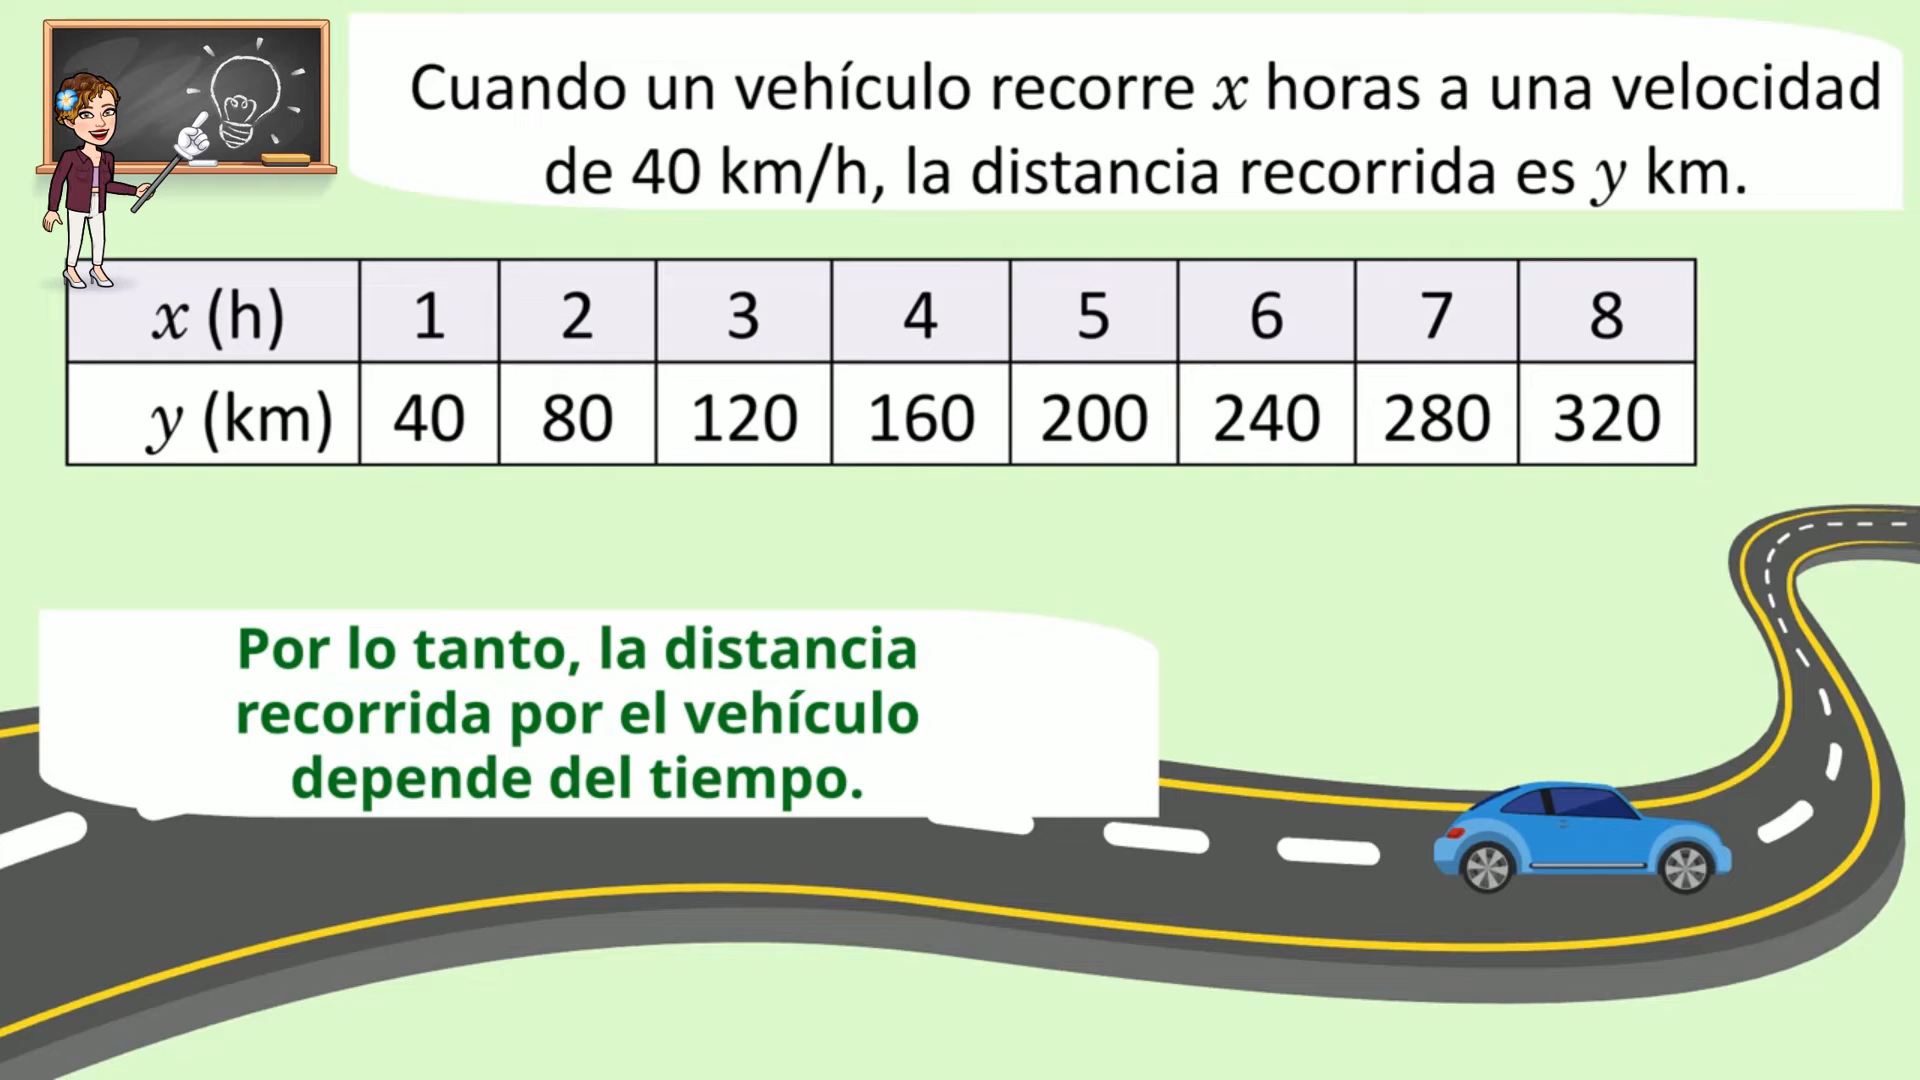 Cuando un vehículo recorre x horas a una velocidad
de 40 km/h, la distancia recorrida es y km.
x (h) 1 2 3 4 5 6 7 8
y (km) 40 80 120 160 200 240 280 320
Por lo tanto, la distancia
recorrida por el vehículo
depende del tiempo.